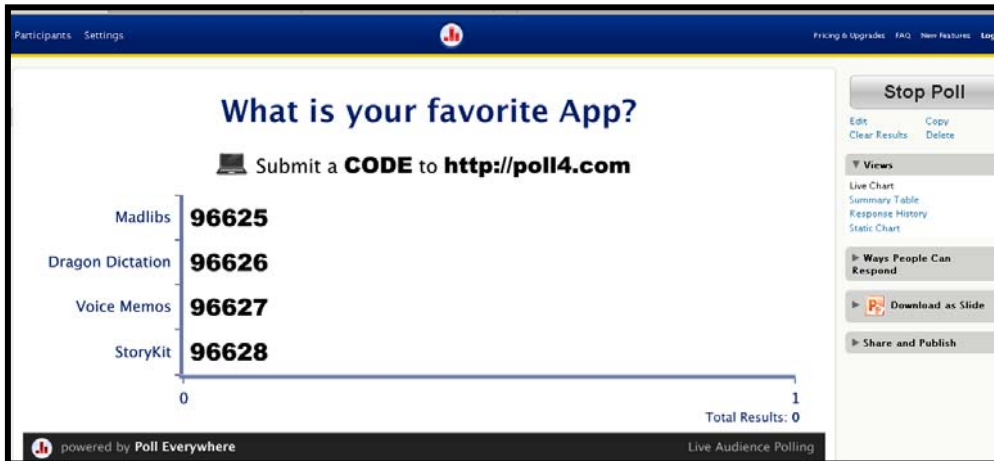 Participants Settings
Pricing & Upgrades FAQ New Features
What is your favorite App?
Submit a CODE to http://poll4.com
Madlibs 96625
Dragon Dictation 96626
Voice Memos 96627
StoryKit 96628
0 1
Total Results: 0
powered by Poll Everywhere Live Audience Polling
Stop Poll
Edit Copy
Clear Results Delete
Views
Live Chart
Summary Table
Response History
Static Chart
Ways People Can
Respond
Download as Slide
Share and Publish